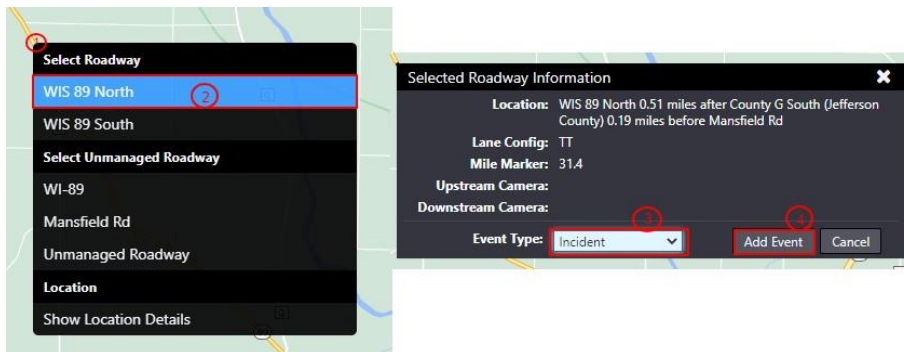 1
Select Roadway
WIS 89 North
2
WIS 89 South
Select Unmanaged Roadway
WI-89
Mansfield Rd
Unmanaged Roadway
Location
Show Location Details
Selected Roadway Information
Location: WIS 89 North 0.51 miles after County G South (Jefferson
County) 0.19 miles before Mansfield Rd
Lane Config: TT
Mile Marker: 31.4
Upstream Camera:
Downstream Camera:
3
4
Event Type: Incident Add Event Cancel